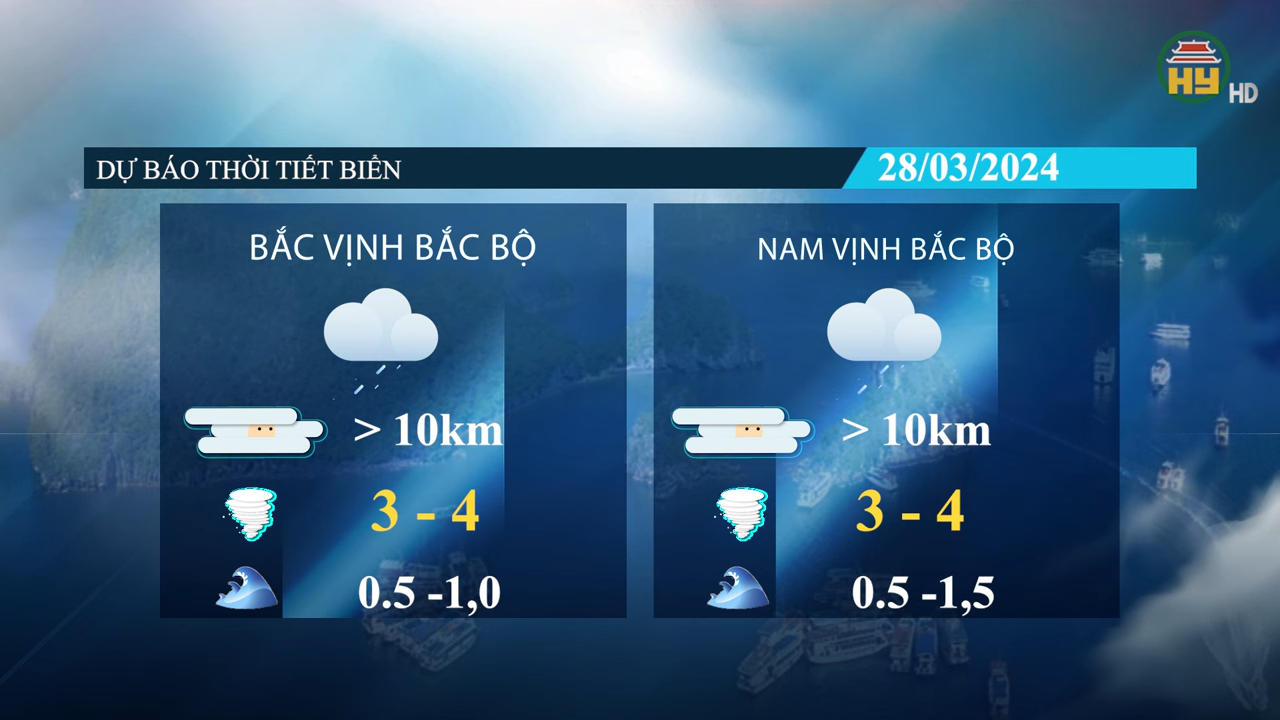 HY HD
DỰ BÁO THỜI TIẾT BIỂN
28/03/2024
BẮC VỊNH BẮC BỘ
> 10km
3 - 4
0.5 -1,0
NAM VỊNH BẮC BỘ
> 10km
3 - 4
0.5 -1,5